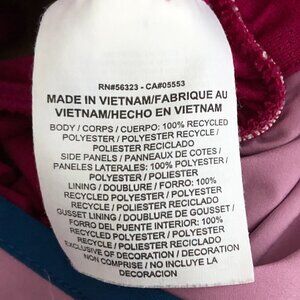 RN#56323 - CA#05553
MADE IN VIETNAM/FABRIQUE AU
VIETNAM/HECHO EN VIETNAM
BODY / CORPS / CUERPO: 100% RECYCLED
POLYESTER / POLYESTER RECYCLE /
POLIESTER RECICLADO
SIDE PANELS / PANNEAUX DE COTES /
PANELES LATERALES: 100% RECYCLED
POLYESTER / POLYESTER
LINING / DOUBLURE / FORRO: 100%
RECYCLED POLYESTER / POLYESTER
RECYCLE / POLIESTER RECICLADO
GUSSET LINING / DOUBLURE DE GOUSSET /
FORRO DEL PUENTE INTERIOR: 100%
RECYCLED POLYESTER / POLYESTER
RECYCLE / POLIESTER RECICLADO
EXCLUSIVE OF DECORATION / DECORATION
NON COMPRISE / NO INCLUYE LA
DECORACION